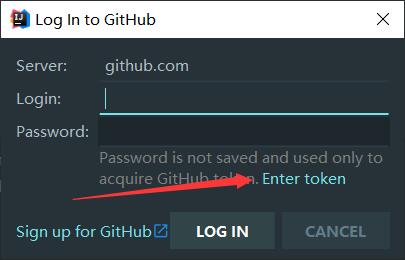 IJ Log In to GitHub
Server: github.com
Login:
Password:
Password is not saved and used only to
acquire GitHub token. Enter token
Sign up for GitHub LOG IN CANCEL